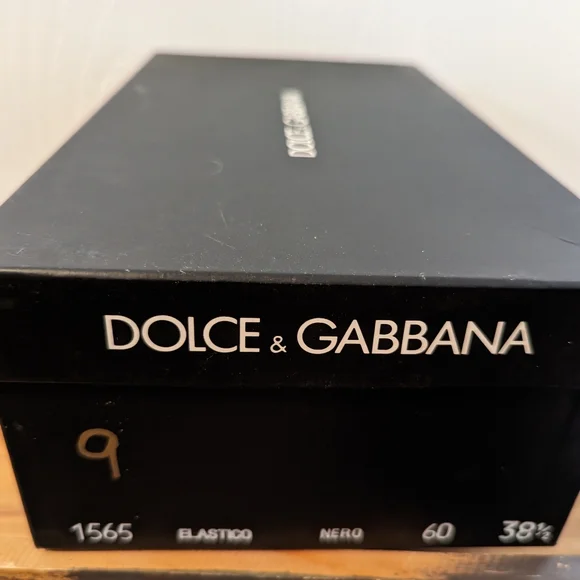 DOLCE & GABBANA
DOLCE & GABBANA
9
1565 ELASTICO NERO 60 38½